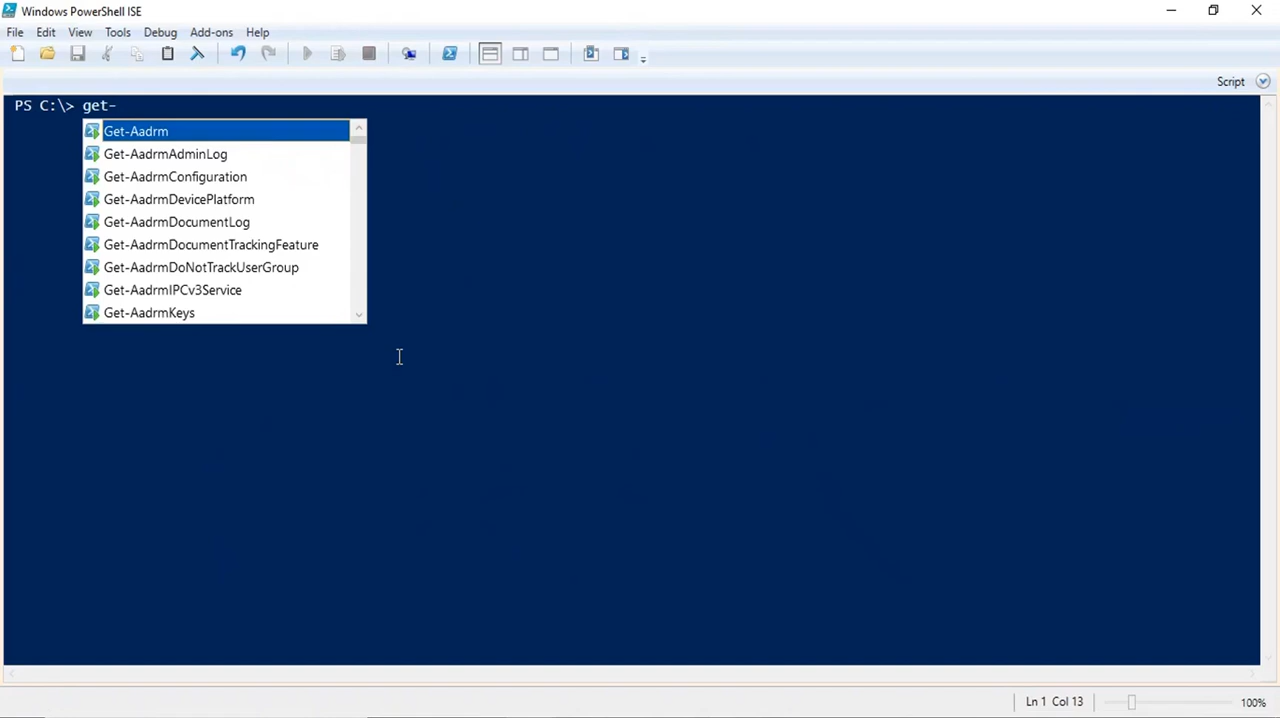 Windows PowerShell ISE
File Edit View Tools Debug Add-ons Help
Script
PS C:\> get-
Get-Aadrm
Get-AadrmAdminLog
Get-AadrmConfiguration
Get-AadrmDevicePlatform
Get-AadrmDocumentLog
Get-AadrmDocumentTrackingFeature
Get-AadrmDoNotTrackUserGroup
Get-AadrmIPCv3Service
Get-AadrmKeys
Ln 1 Col 13 100%